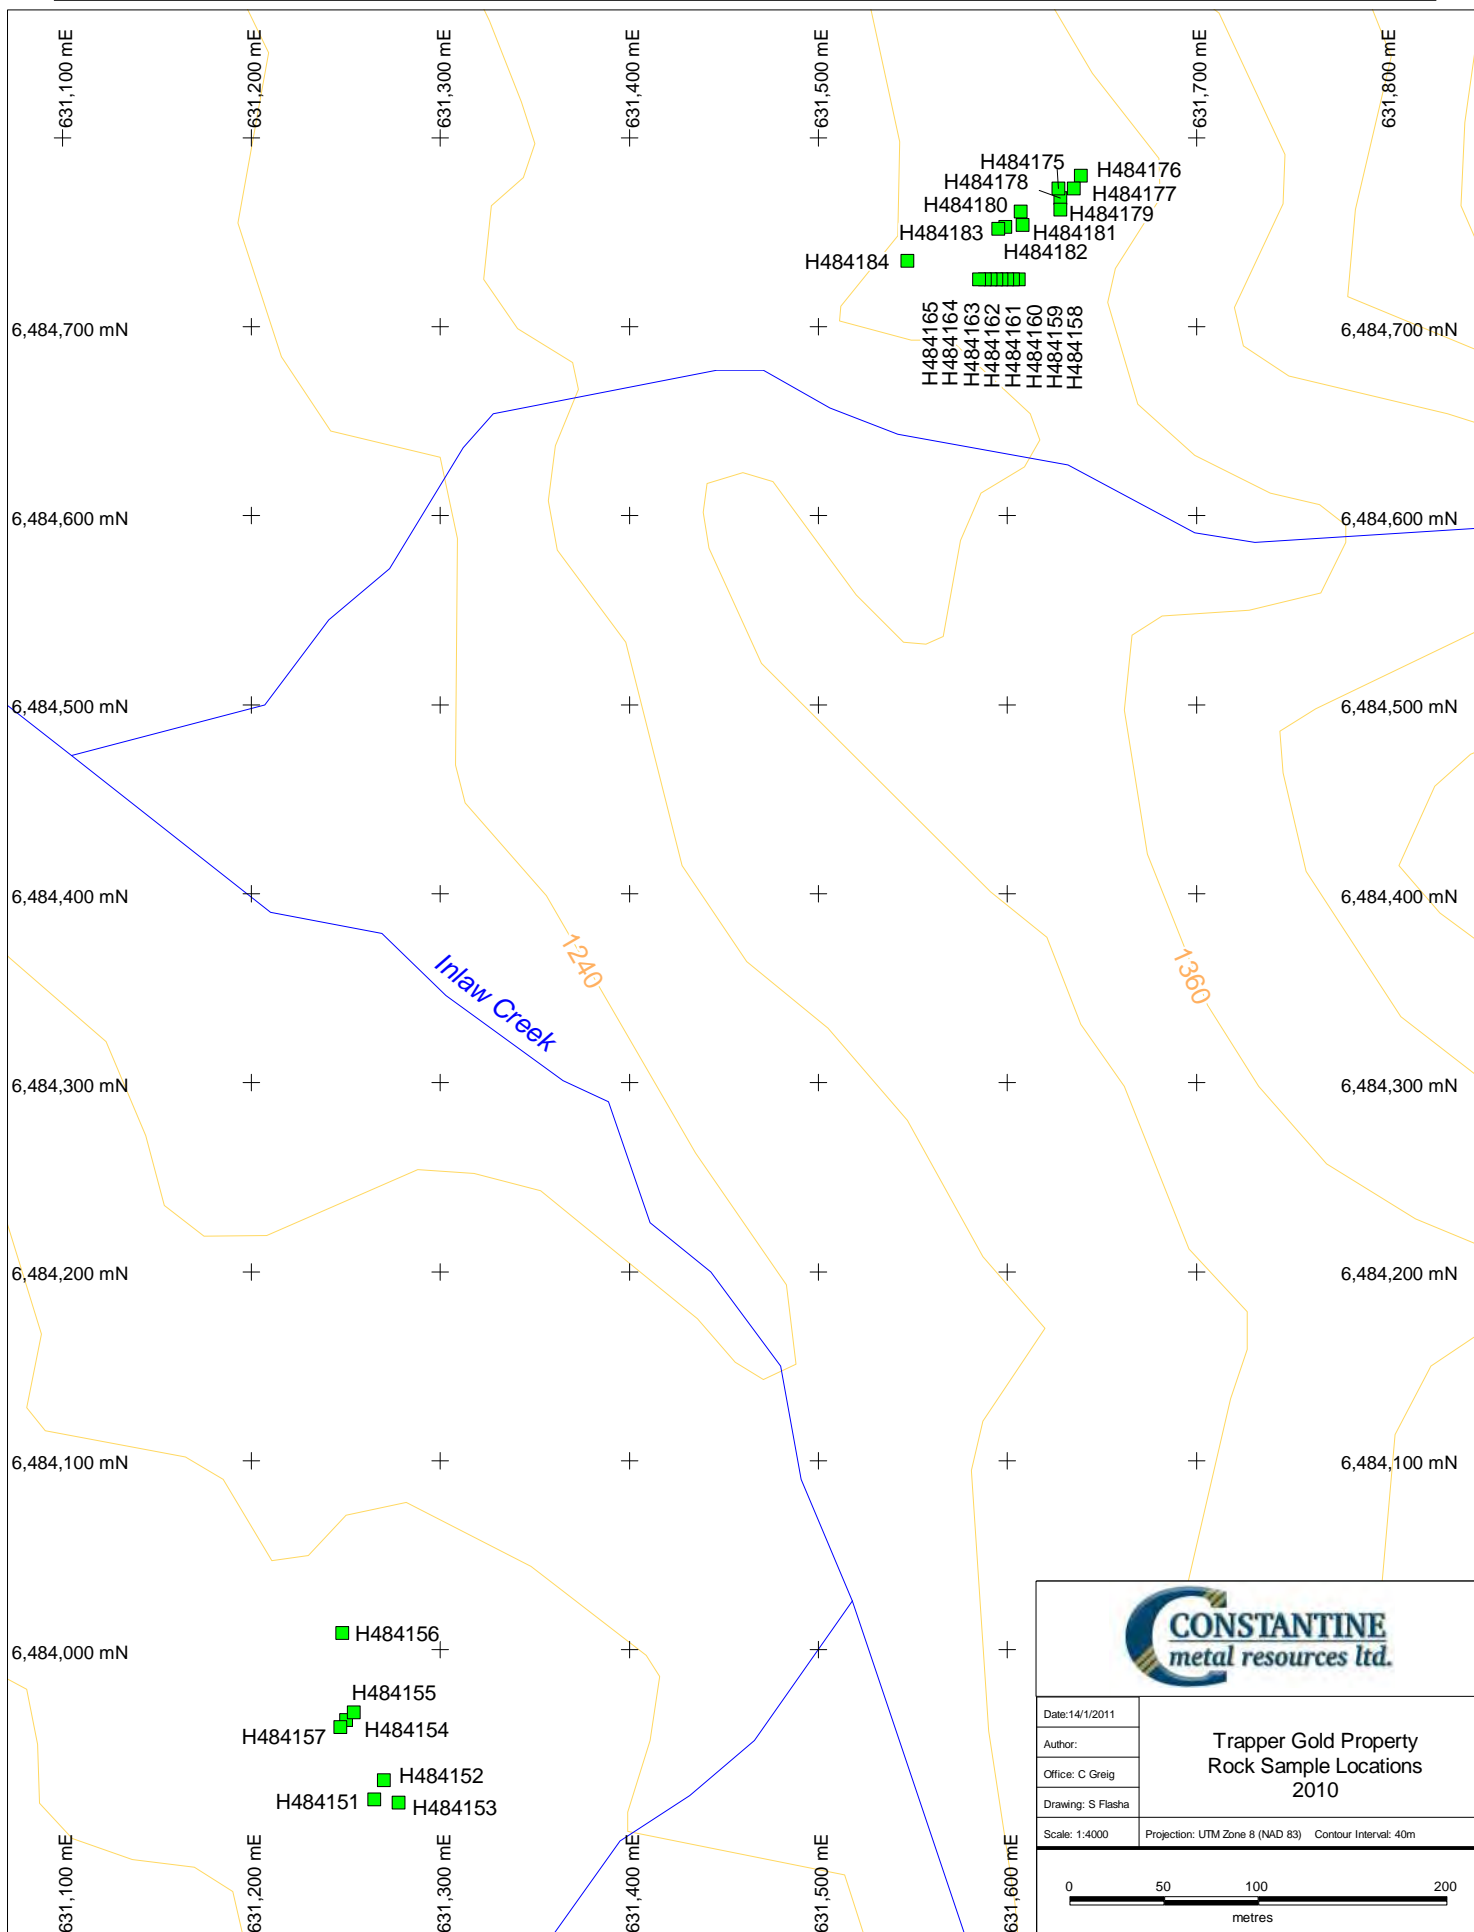 631,100 mE
631,200 mE
631,300 mE
631,400 mE
631,500 mE
631,700 mE
631,800 mE
H484175
H484176
H484178
H484177
H484180
H484179
H484183
H484181
H484182
H484184
H484165
H484164
H484163
H484162
H484161
H484160
H484159
H484158
6,484,700 mN
6,484,700 mN
6,484,600 mN
6,484,600 mN
6,484,500 mN
6,484,500 mN
6,484,400 mN
6,484,400 mN
1240
1360
Inlaw Creek
6,484,300 mN
6,484,300 mN
6,484,200 mN
6,484,200 mN
6,484,100 mN
6,484,100 mN
H484156
6,484,000 mN
H484155
H484154
H484157
H484152
H484151
H484153
631,100 mE
631,200 mE
631,300 mE
631,400 mE
631,500 mE
631,600 mE
CONSTANTINE
metal resources ltd.
Date:14/1/2011
Author:
Office: C Greig
Drawing: S Flasha
Scale: 1:4000
Trapper Gold Property
Rock Sample Locations
2010
Projection: UTM Zone 8 (NAD 83) Contour Interval: 40m
0 50 100 200
metres